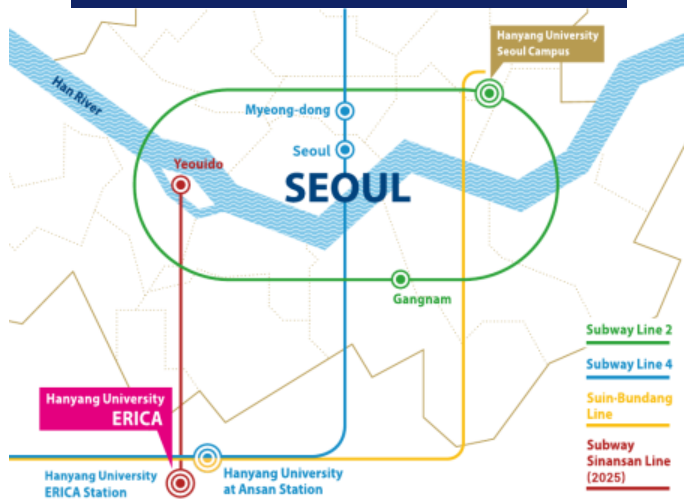 Hanyang University
Seoul Campus
Han River
Myeong-dong
Seoul
Yeouido
SEOUL
Gangnam
Subway Line 2
Subway Line 4
Suin-Bundang
Line
Subway
Sinansan Line
(2025)
Hanyang University
ERICA
Hanyang University
ERICA Station
Hanyang University
at Ansan Station